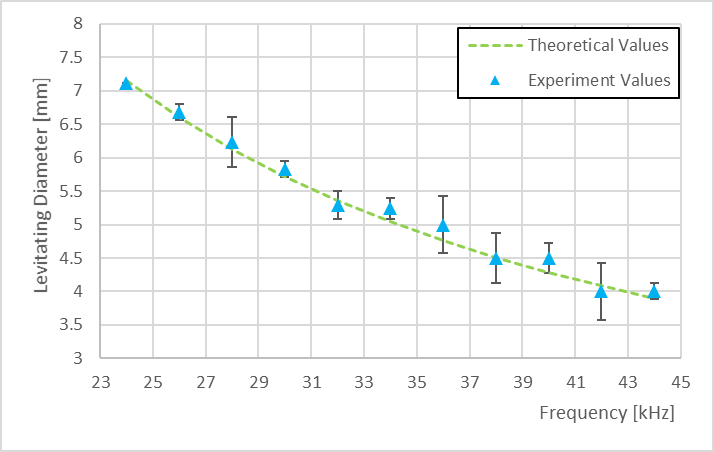 8
7.5
7
6.5
6
5.5
5
4.5
4
3.5
3
Levitating Diameter [mm]
Theoretical Values
Experiment Values
23 25 27 29 31 33 35 37 39 41 43 45
Frequency [kHz]